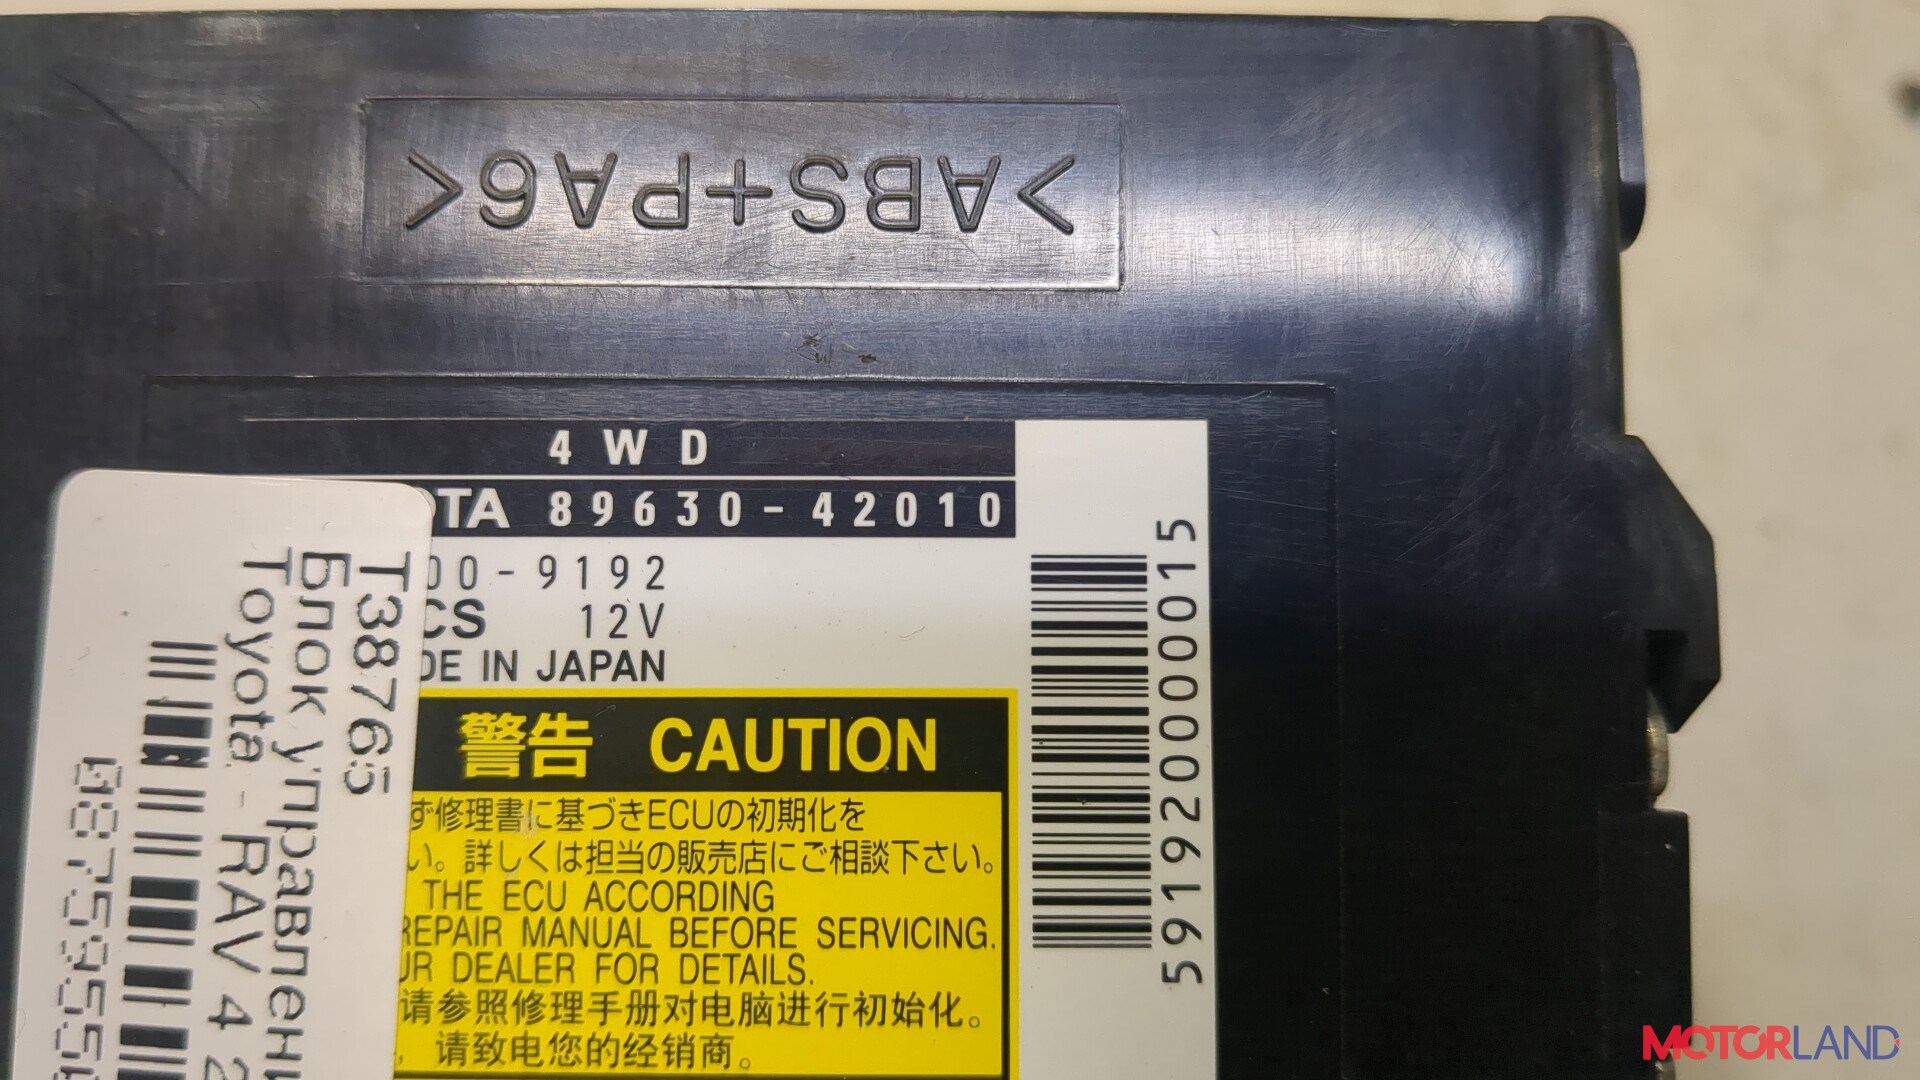 >ABS+PA6<
4WD
OTA 89630-42010
00-9192
CS 12V
DE IN JAPAN
警告 CAUTION
ず修理書に基づきECUの初期化を
い。詳しくは担当の販売店にご相談下さい。
THE ECU ACCORDING
REPAIR MANUAL BEFORE SERVICING.
UR DEALER FOR DETAILS.
请参照修理手册对电脑进行初始化。
，请致电您的经销商。
5919200000015
T38765
Блок управлени
Toyota - RAV 4 2
MOTORLAND